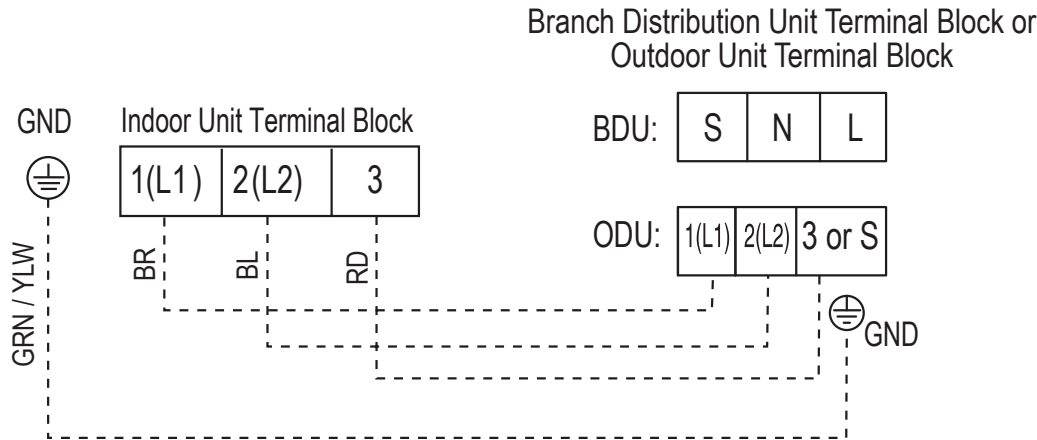 Branch Distribution Unit Terminal Block or
Outdoor Unit Terminal Block
GND
Indoor Unit Terminal Block
BDU:
S
N
L
1(L1 )
2(L2)
3
ODU:
1(L1)
2(L2)
3 or S
BR
BL
RD
GRN / YLW
GND